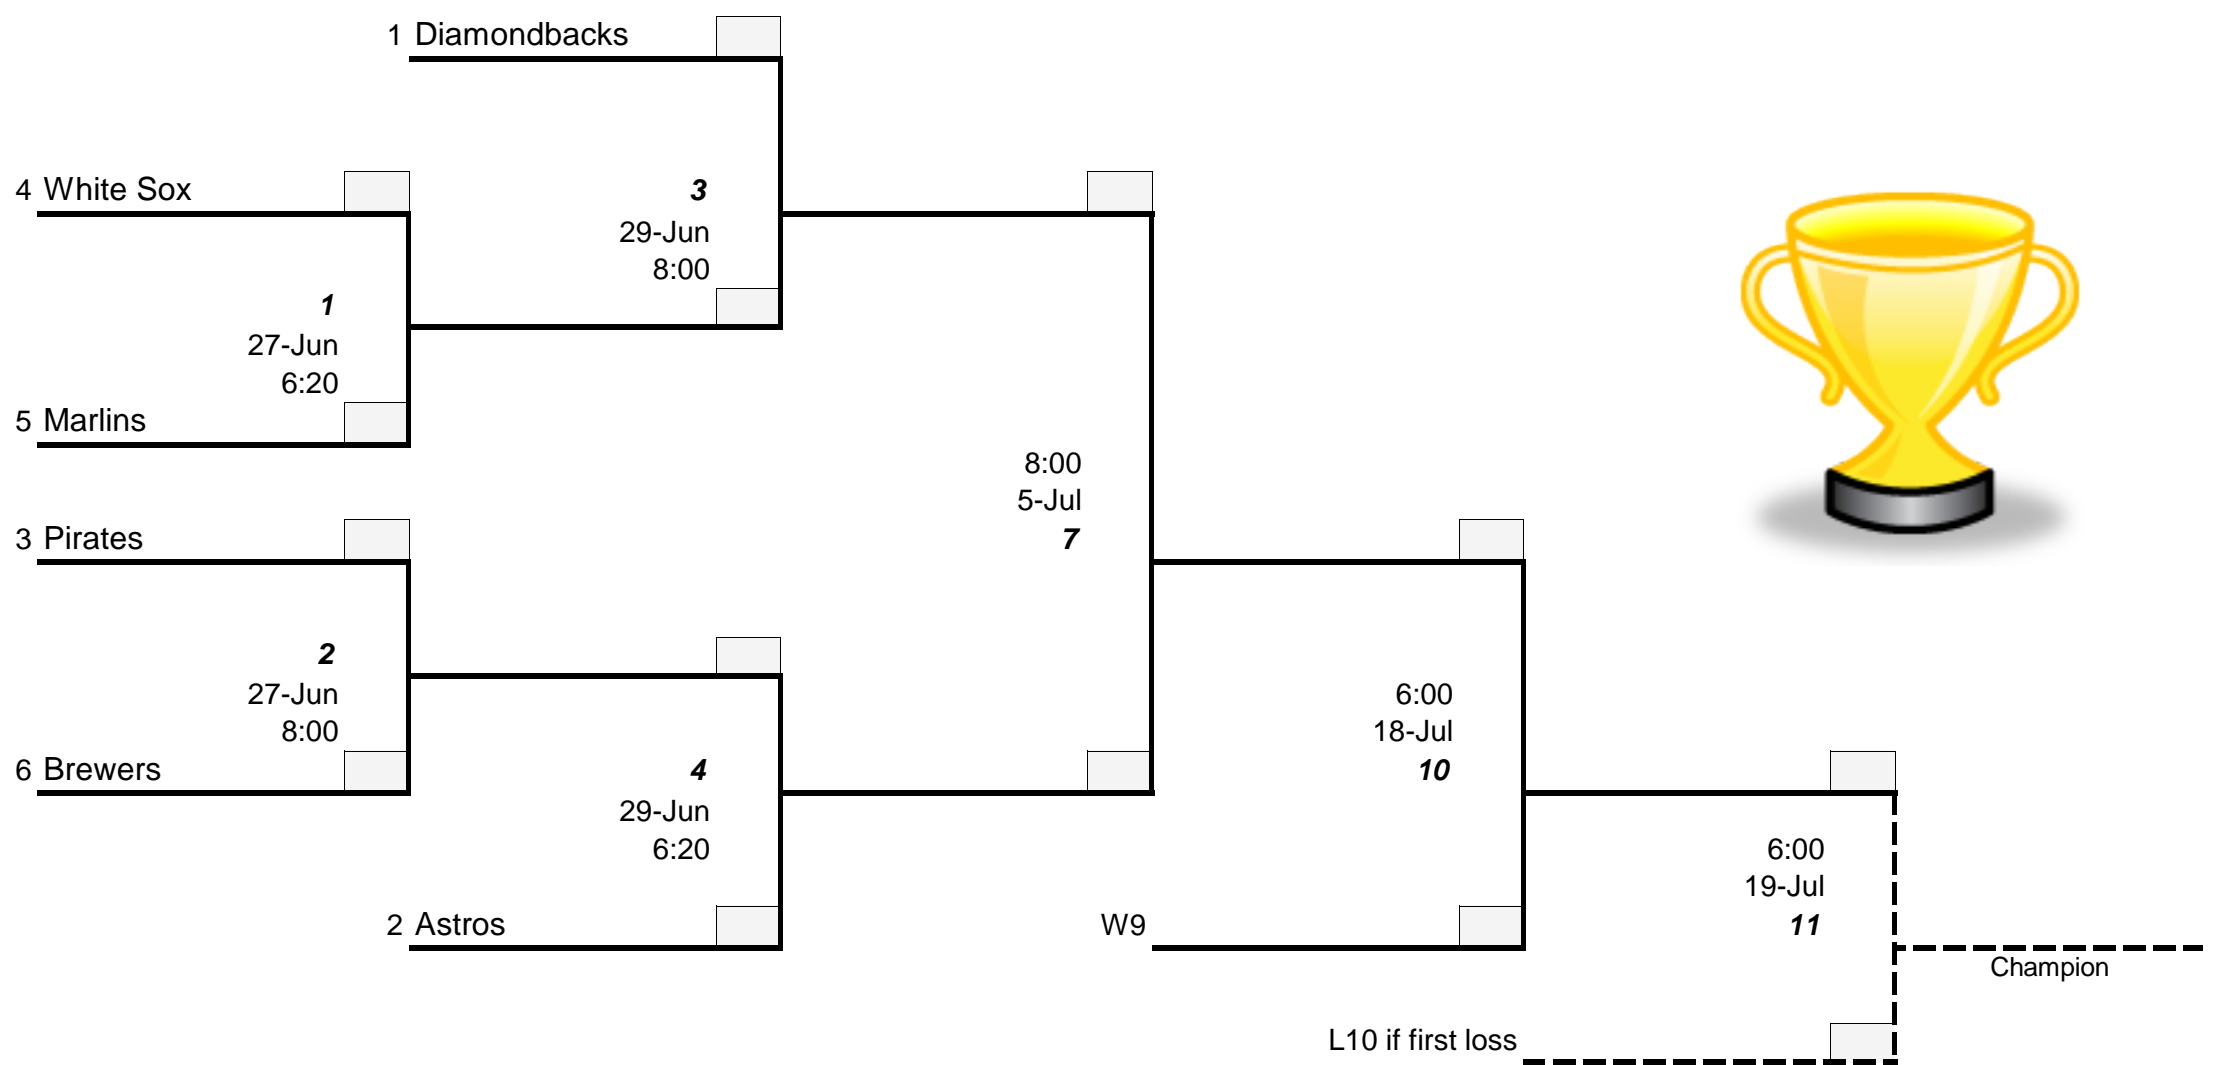 1 Diamondbacks
4 White Sox
3
29-Jun
8:00
1
27-Jun
6:20
5 Marlins
8:00
5-Jul
7
3 Pirates
2
27-Jun
8:00
6 Brewers
4
29-Jun
6:20
2 Astros
6:00
18-Jul
10
W9
6:00
19-Jul
11
Champion
L10 if first loss